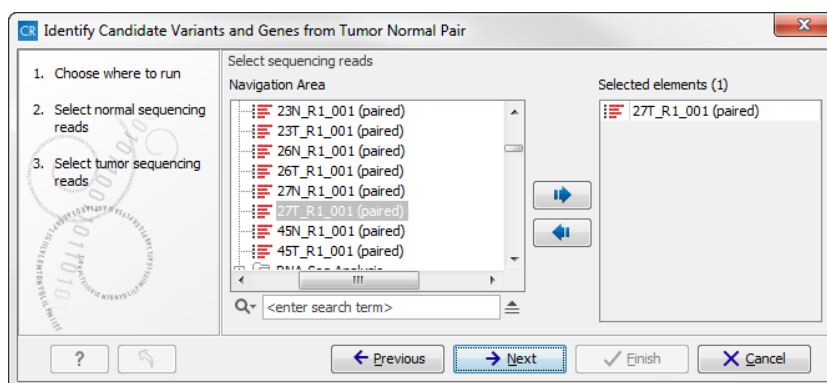 CR Identify Candidate Variants and Genes from Tumor Normal Pair
1. Choose where to run
2. Select normal sequencing
reads
3. Select tumor sequencing
reads
Select sequencing reads
Navigation Area
23N_R1_001 (paired)
23T_R1_001 (paired)
26N_R1_001 (paired)
26T_R1_001 (paired)
27N_R1_001 (paired)
27T_R1_001 (paired)
45N_R1_001 (paired)
45T_R1_001 (paired)
RNA-Seq Analysis
<enter search term>
Selected elements (1)
27T_R1_001 (paired)
?
Previous
Next
Finish
Cancel